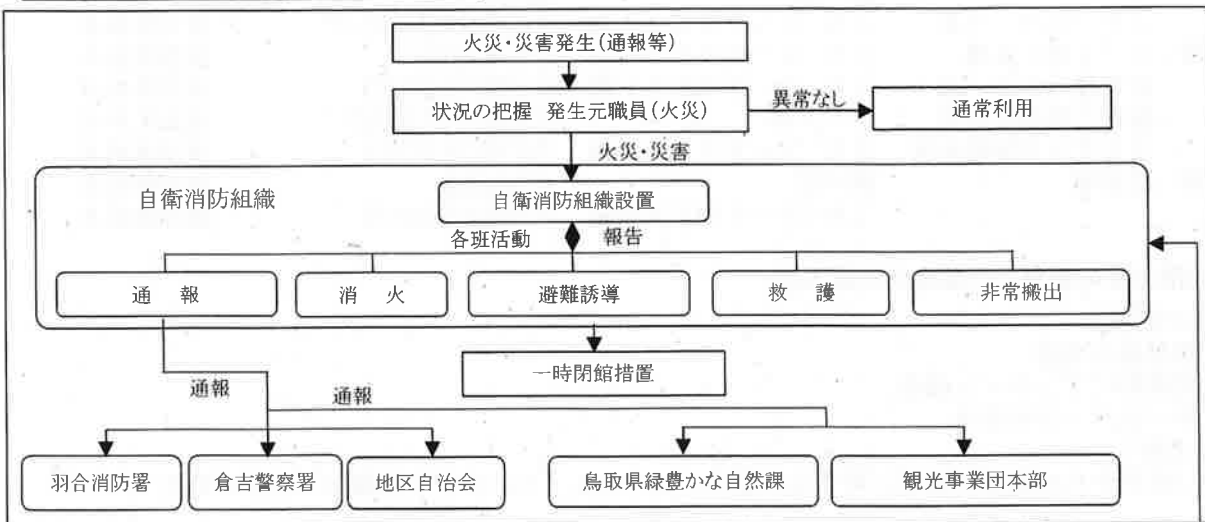 火災・災害発生(通報等)
状況の把握 発生元職員(火災)
異常なし
通常利用
火災・災害
自衛消防組織
自衛消防組織設置
各班活動
報告
通 報
消 火
避難誘導
救 護
非常搬出
一時閉館措置
通報
通報
羽合消防署
倉吉警察署
地区自治会
鳥取県緑豊かな自然課
観光事業団本部